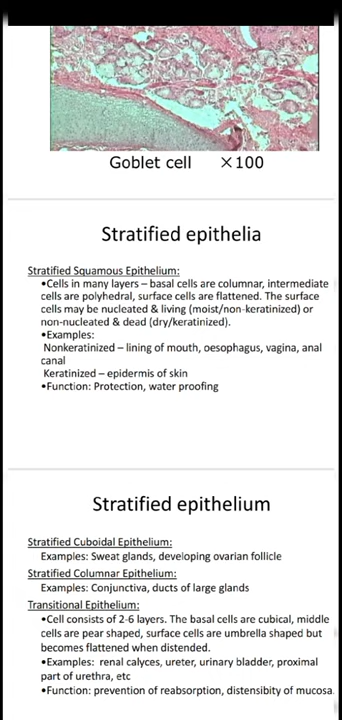 Goblet cell ×100
Stratified epithelia
Stratified Squamous Epithelium:
•Cells in many layers – basal cells are columnar, intermediate
cells are polyhedral, surface cells are flattened. The surface
cells may be nucleated & living (moist/non-keratinized) or
non-nucleated & dead (dry/keratinized).
•Examples:
Nonkeratinized – lining of mouth, oesophagus, vagina, anal
canal
Keratinized – epidermis of skin
•Function: Protection, water proofing
Stratified epithelium
Stratified Cuboidal Epithelium:
Examples: Sweat glands, developing ovarian follicle
Stratified Columnar Epithelium:
Examples: Conjunctiva, ducts of large glands
Transitional Epithelium:
•Cell consists of 2-6 layers. The basal cells are cubical, middle
cells are pear shaped, surface cells are umbrella shaped but
becomes flattened when distended.
•Examples: renal calyces, ureter, urinary bladder, proximal
part of urethra, etc
•Function: prevention of reabsorption, distensibity of mucosa.